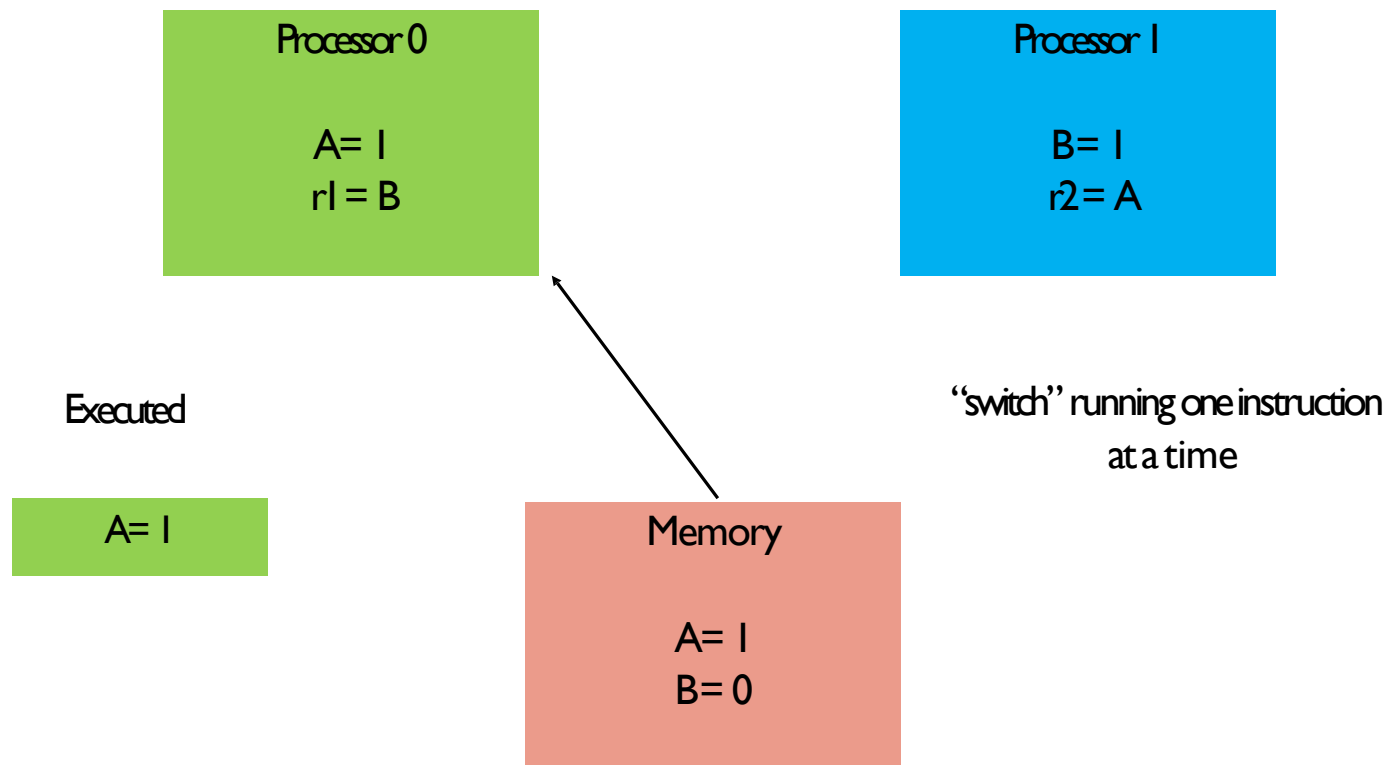 Processor 0
A= 1
r1 = B
Processor 1
B= 1
r2= A
Executed
“switch” running one instruction
at a time
A= 1
Memory
A= 1
B= 0